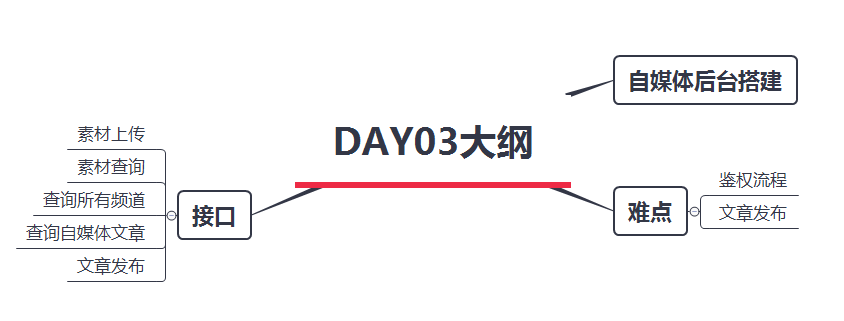 DAY03大纲
自媒体后台搭建
难点
鉴权流程
文章发布
接口
素材上传
素材查询
查询所有频道
查询自媒体文章
文章发布